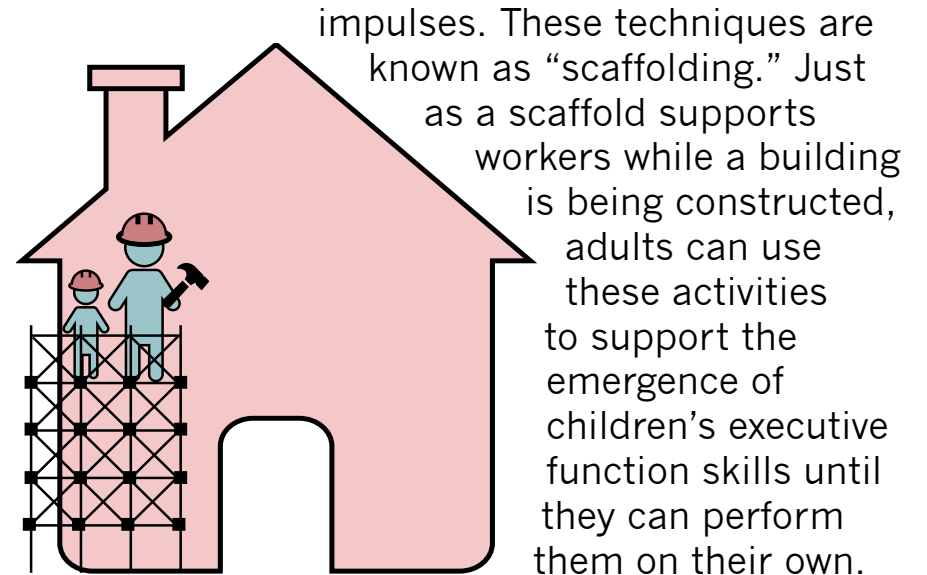 impulses. These techniques are
known as “scaffolding.” Just
as a scaffold supports
workers while a building
is being constructed,
adults can use
these activities
to support the
emergence of
children’s executive
function skills until
they can perform
them on their own.